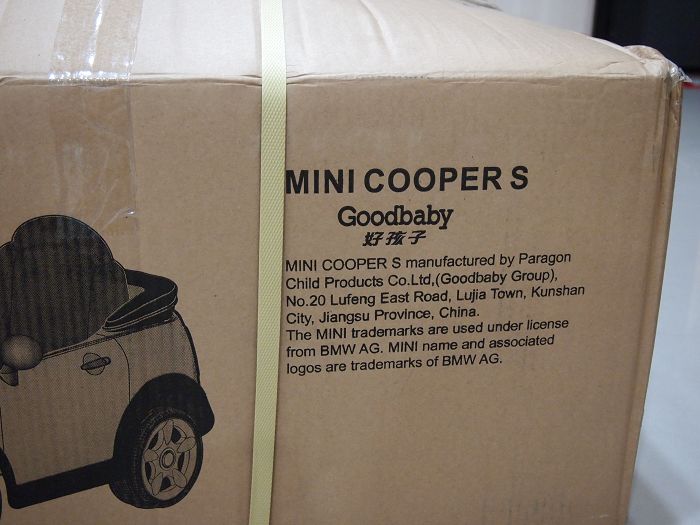 MINI COOPER S
Goodbaby
好孩子
MINI COOPER S manufactured by Paragon
Child Products Co.Ltd,(Goodbaby Group),
No.20 Lufeng East Road, Lujia Town, Kunshan
City, Jiangsu Province, China.
The MINI trademarks are used under license
from BMW AG. MINI name and associated
logos are trademarks of BMW AG.